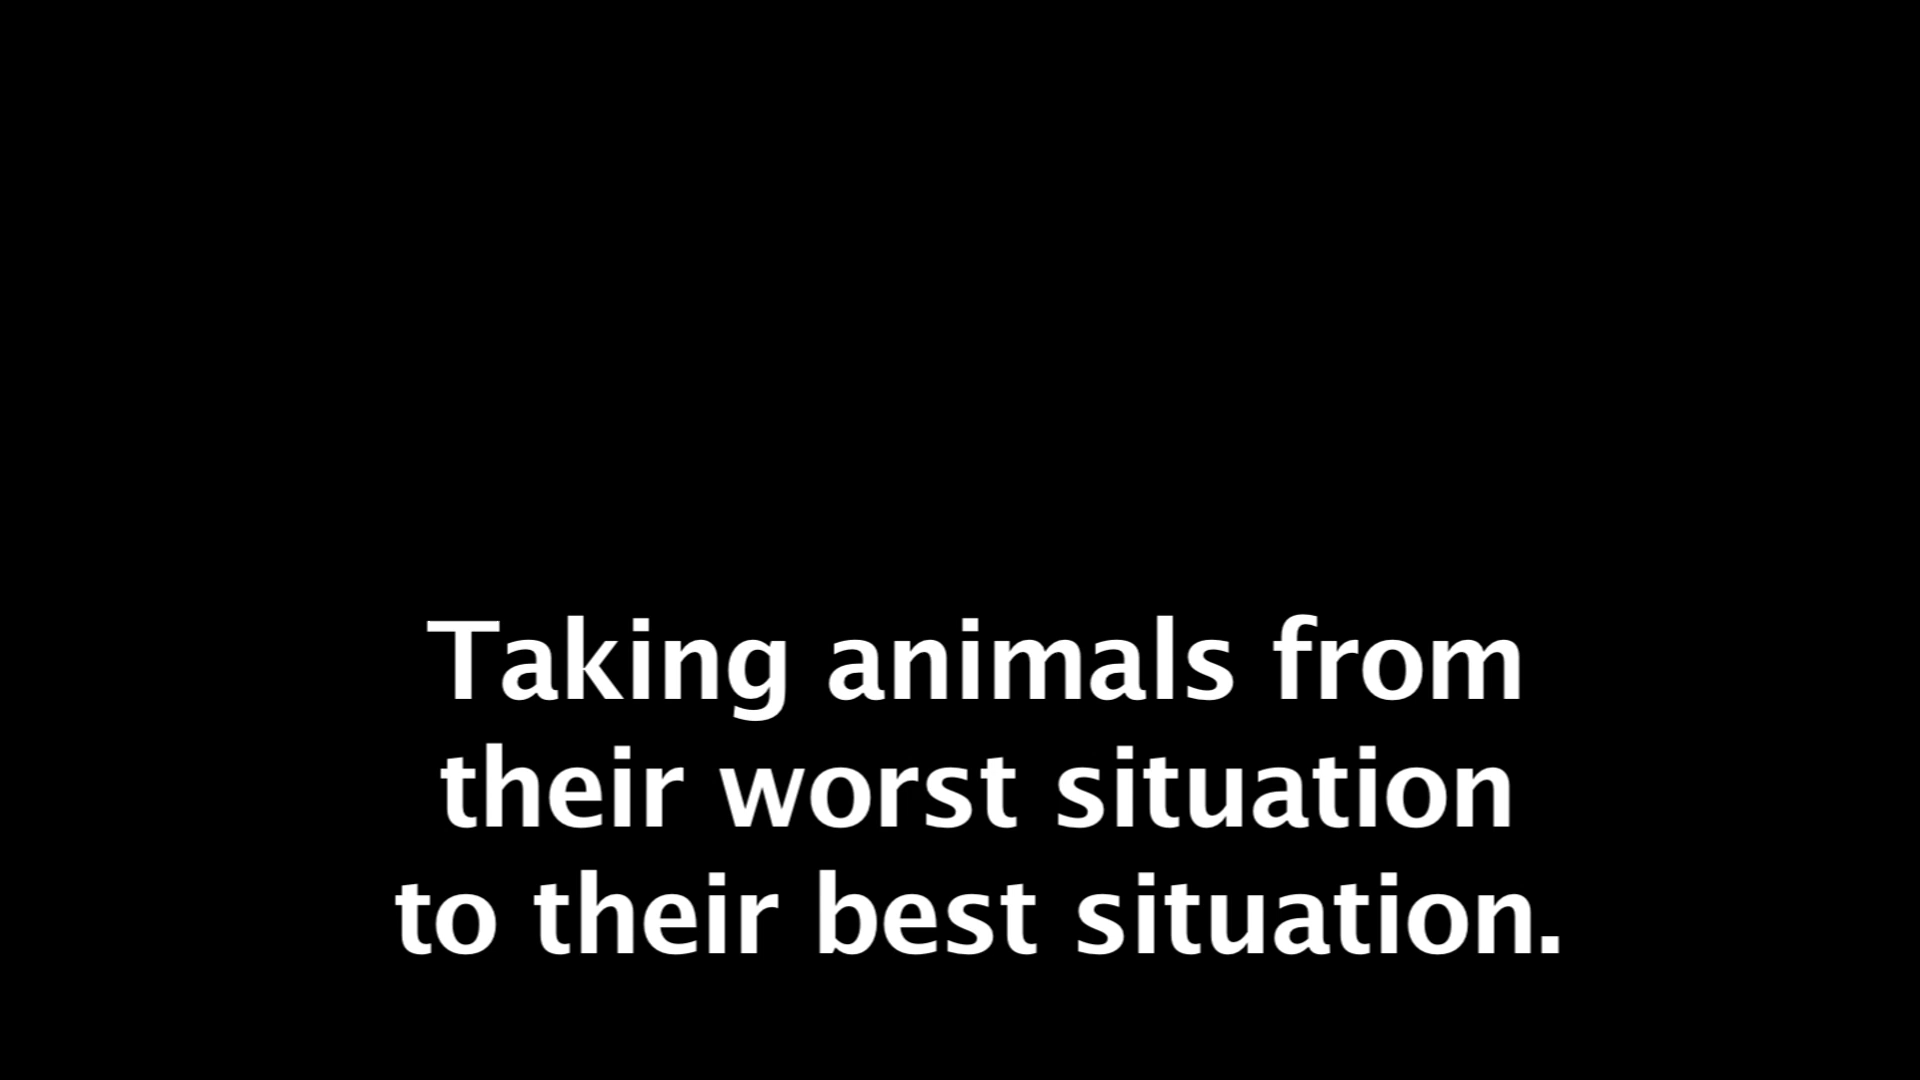 Taking animals from
their worst situation
to their best situation.